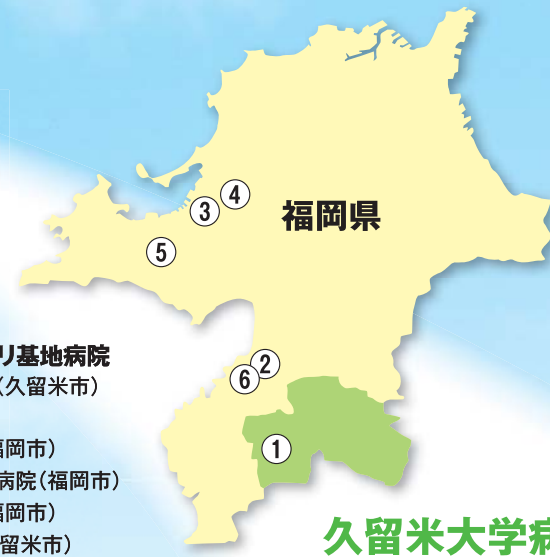 ④
③
福岡県
⑤
リ基地病院
②
(久留米市)
⑥
福岡市)
①
病院(福岡市)
福岡市)
留米市)
久留米大学病